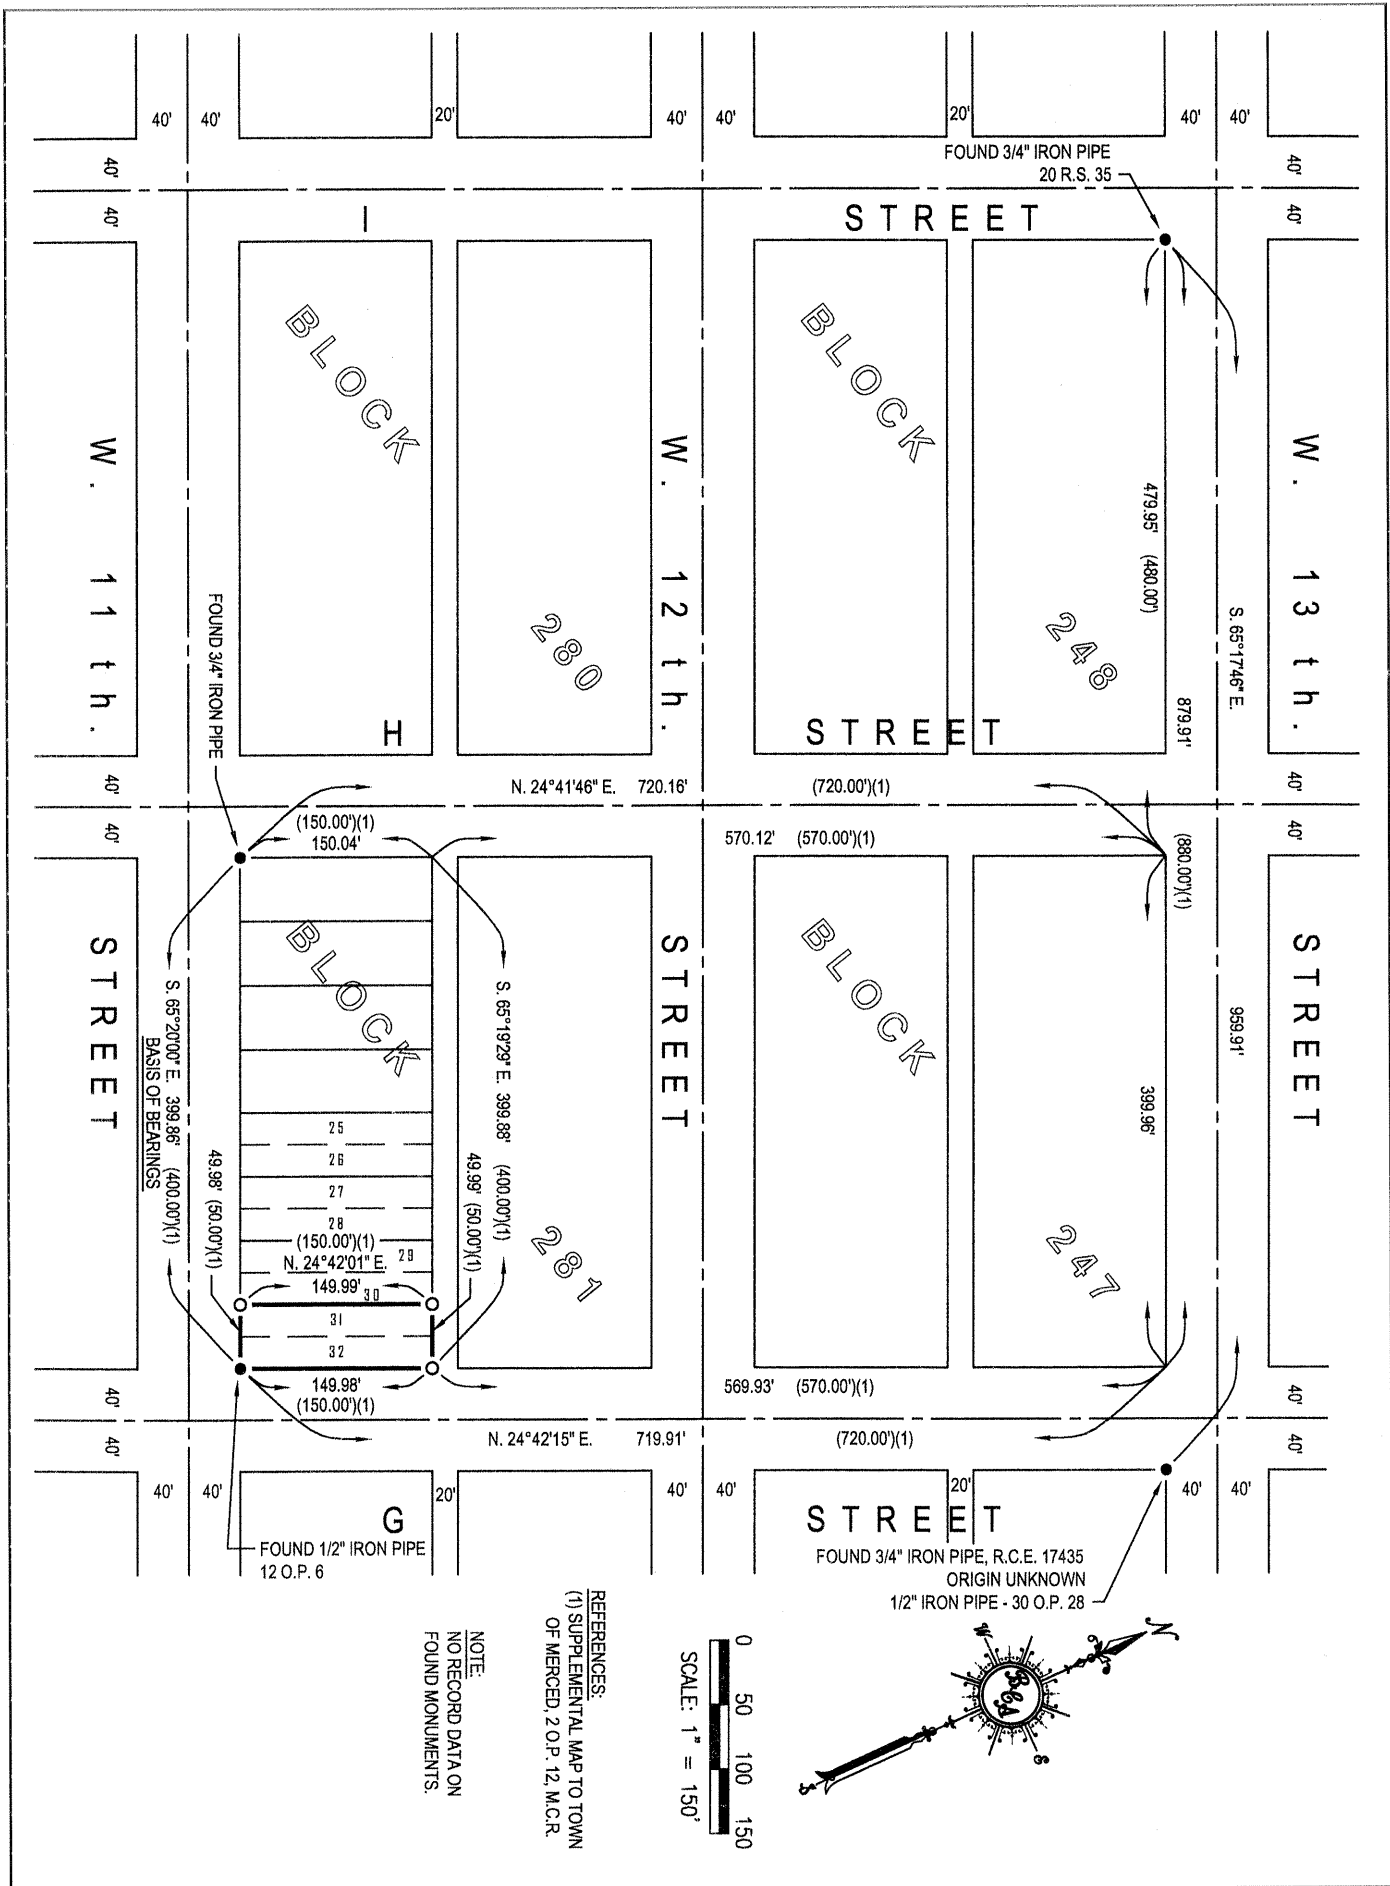 40' 40' 20' 40' 40' 20' 40' 40'
FOUND 3/4" IRON PIPE
20 R.S. 35
40' 40'
40' 40'
I STREET
BLOCK
280
BLOCK
248
W. 11th. STREET
W. 12th. STREET
W. 13th. STREET
479.95' (480.00')
S. 65°17'46" E. 959.91'
879.91' (880.00')(1)
FOUND 3/4" IRON PIPE
H STREET
N. 24°41'46" E. 720.16' (720.00')(1)
40' 40'
40' 40'
(150.00')(1)
150.04'
570.12' (570.00')(1)
BLOCK
281
BLOCK
247
S. 65°20'00" E. 399.86' (400.00')(1)
BASIS OF BEARINGS
S. 65°19'29" E. 399.88' (400.00')(1)
399.96'
49.98' (50.00')(1)
49.99' (50.00')(1)
25
26
27
28
(150.00')(1)
29
N. 24°42'01" E.
149.99'
30
31
32
149.98'
(150.00')(1)
569.93' (570.00')(1)
40' 40'
40' 40'
N. 24°42'15" E. 719.91' (720.00')(1)
40' 40' 20' 40' 40' 20' 40' 40'
G STREET
FOUND 1/2" IRON PIPE
12 O.P. 6
FOUND 3/4" IRON PIPE, R.C.E. 17435
ORIGIN UNKNOWN
1/2" IRON PIPE - 30 O.P. 28
N
W
BCA
E
S
0 50 100 150
SCALE: 1" = 150'
REFERENCES:
(1) SUPPLEMENTAL MAP TO TOWN
OF MERCED, 2 O.P. 12, M.C.R.
NOTE:
NO RECORD DATA ON
FOUND MONUMENTS.